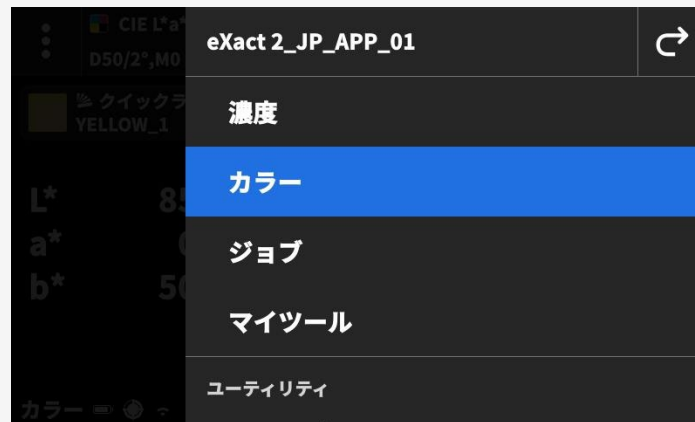 CIE L*a*
D50/2°,M0
クイックラ
YELLOW_1
L*
a*
b* 50
カラー
eXact 2_JP_APP_01
濃度
カラー
ジョブ
マイツール
ユーティリティ